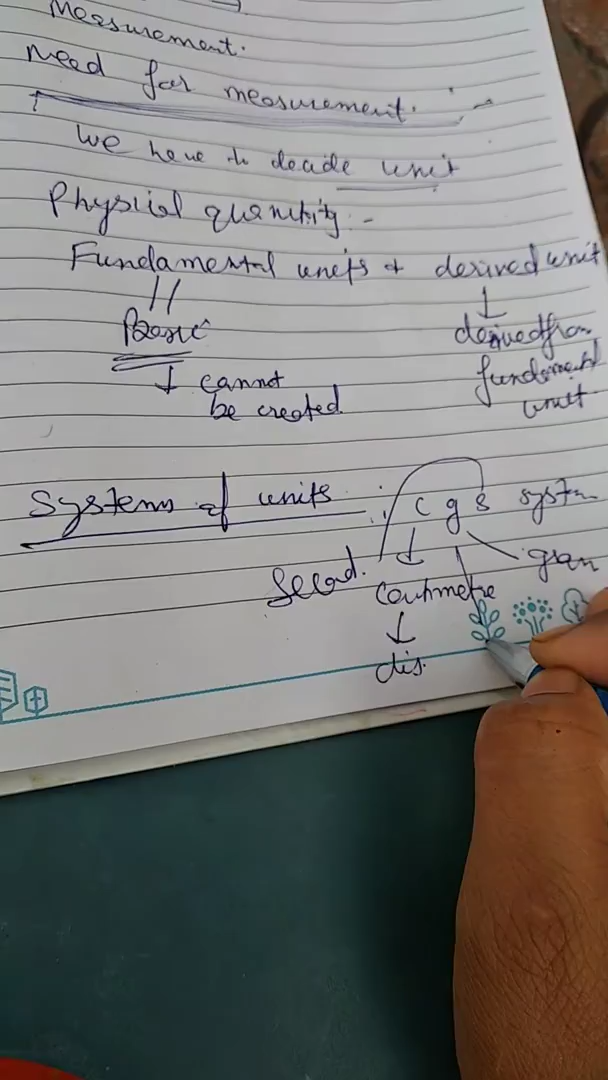 Measurement.
Need for measurement. -
We have to decide unit
Physical quantity. -
Fundamental units & derived unit
Basic
derived from
cannot
fundamental
be created
unit
Systems of units : c g s system
Second.
gram
dis.